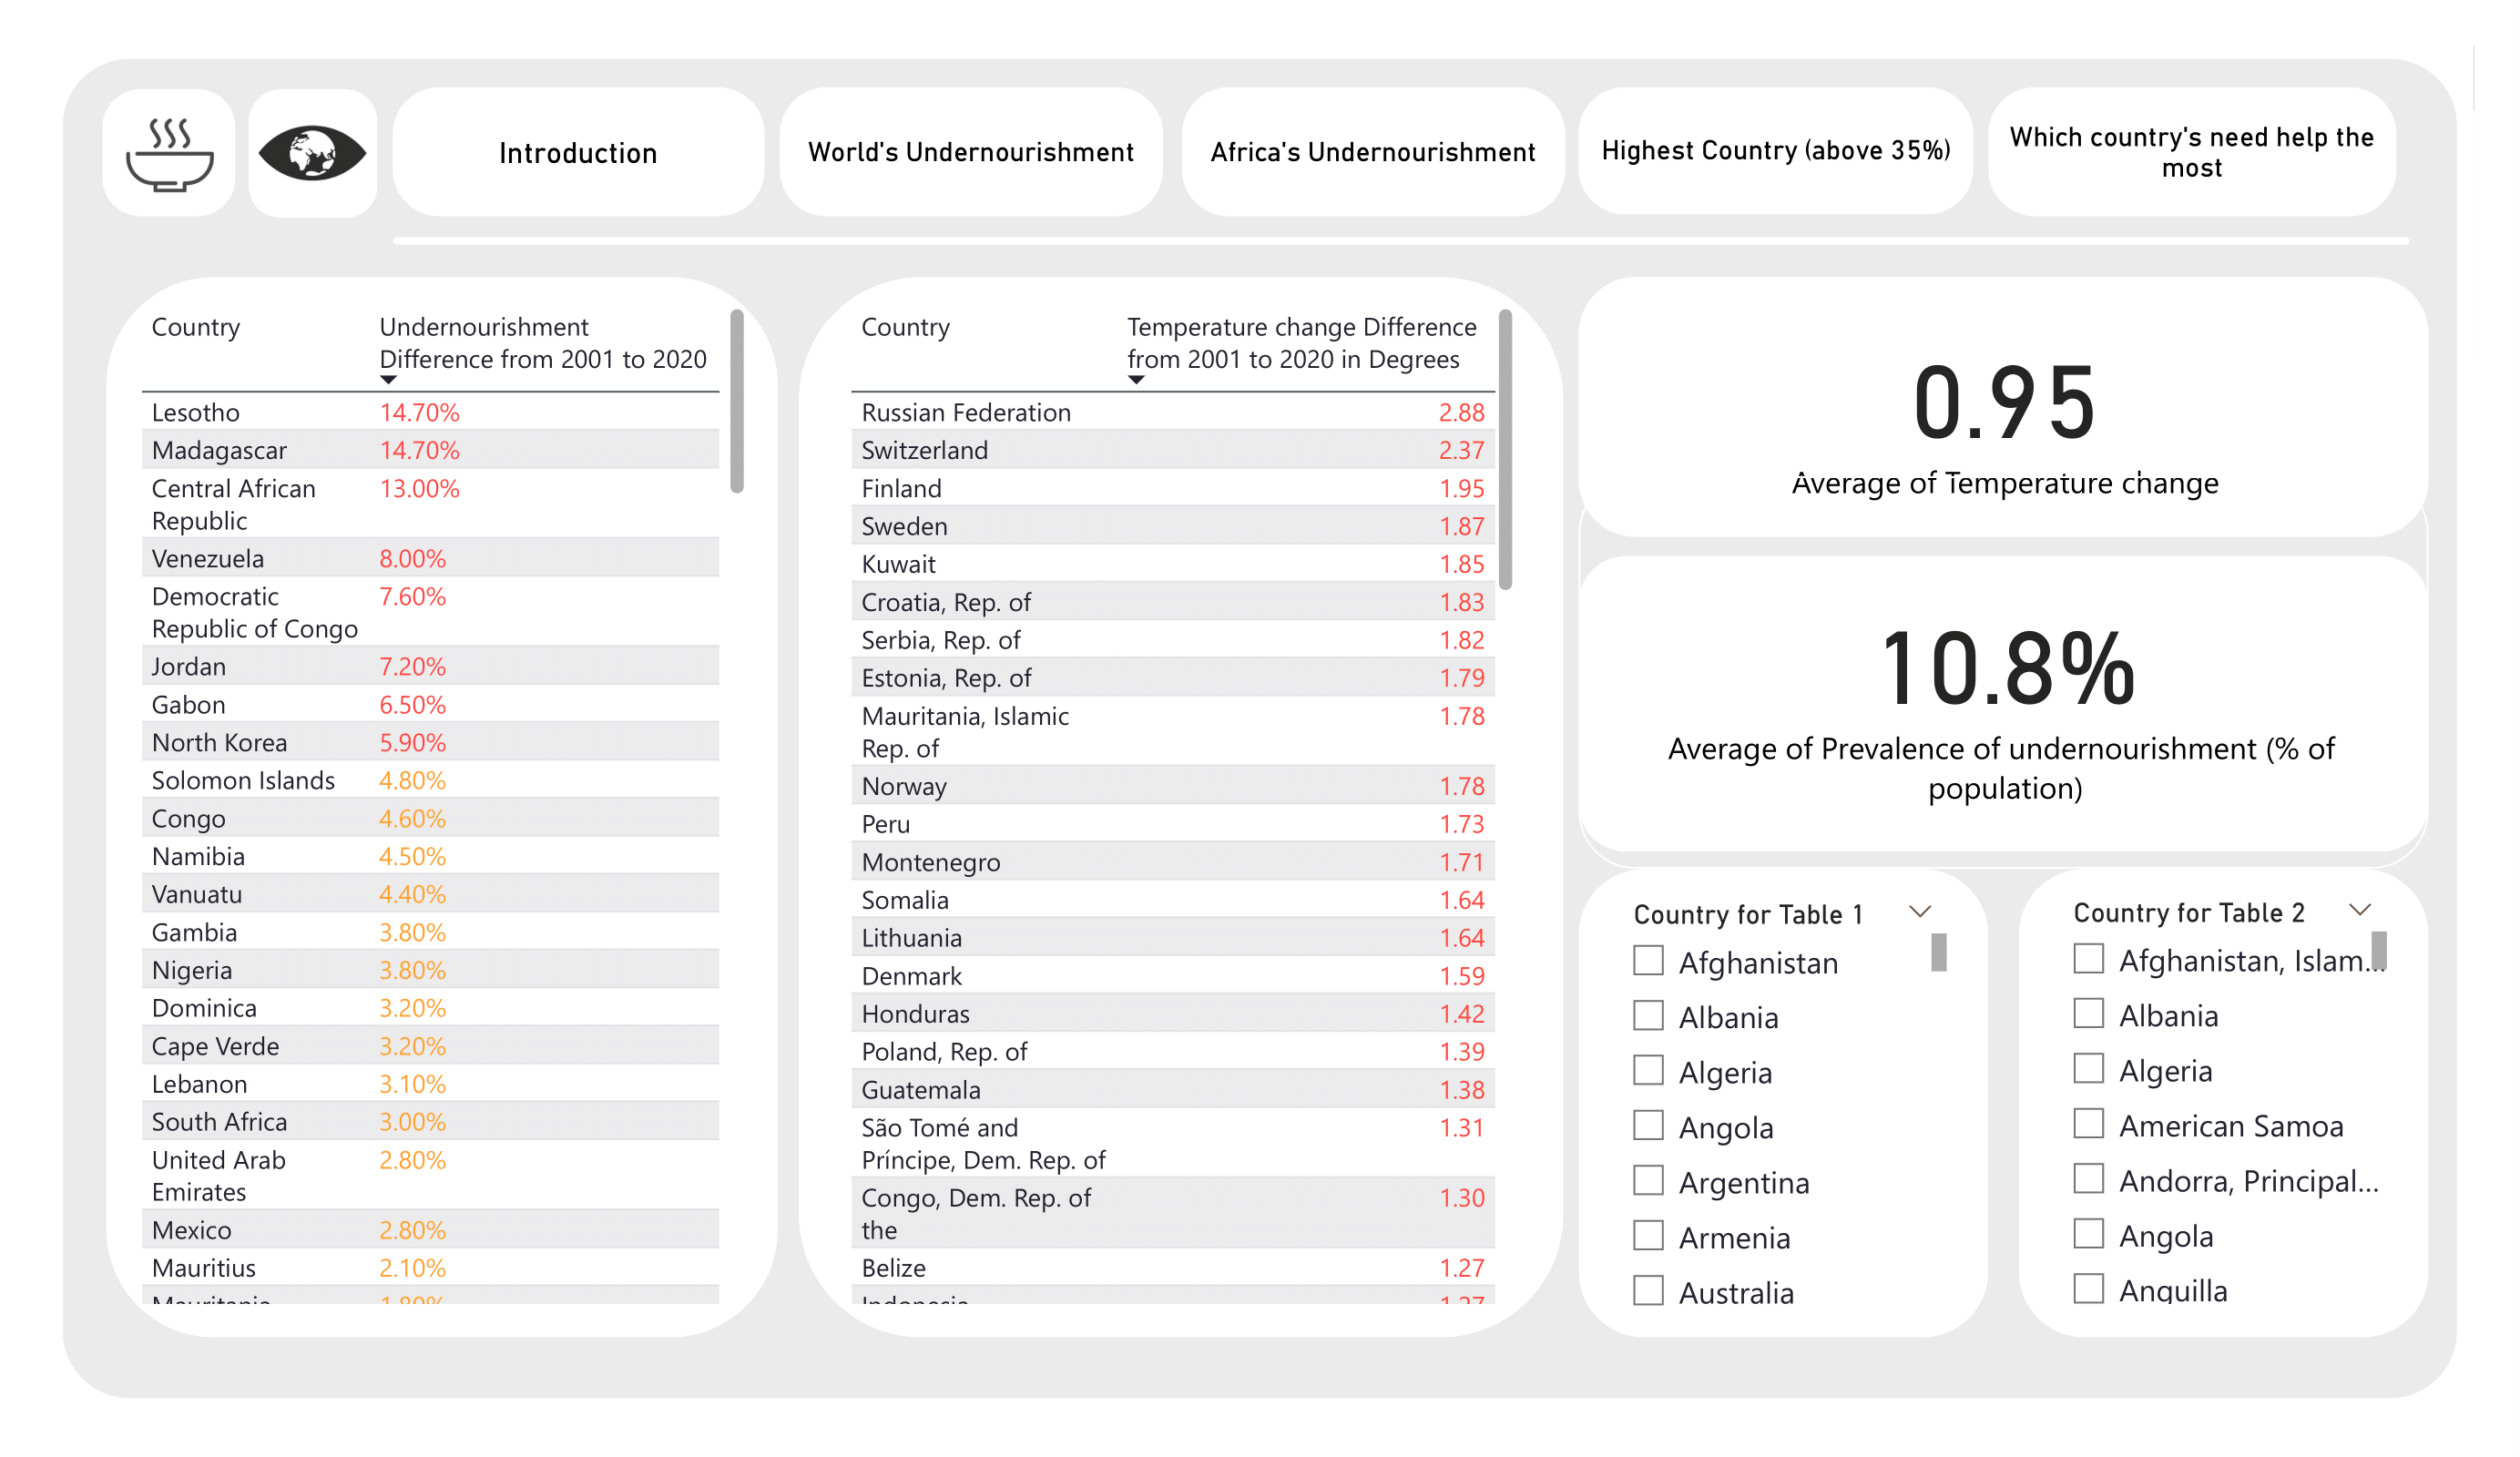 Introduction
World's Undernourishment
Africa's Undernourishment
Highest Country (above 35%)
Which country's need help the
most
Country Undernourishment
Difference from 2001 to 2020
Lesotho 14.70%
Madagascar 14.70%
Central African 13.00%
Republic
Venezuela 8.00%
Democratic 7.60%
Republic of Congo
Jordan 7.20%
Gabon 6.50%
North Korea 5.90%
Solomon Islands 4.80%
Congo 4.60%
Namibia 4.50%
Vanuatu 4.40%
Gambia 3.80%
Nigeria 3.80%
Dominica 3.20%
Cape Verde 3.20%
Lebanon 3.10%
South Africa 3.00%
United Arab 2.80%
Emirates
Mexico 2.80%
Mauritius 2.10%
Mauritania 1.80%
Country Temperature change Difference
from 2001 to 2020 in Degrees
Russian Federation 2.88
Switzerland 2.37
Finland 1.95
Sweden 1.87
Kuwait 1.85
Croatia, Rep. of 1.83
Serbia, Rep. of 1.82
Estonia, Rep. of 1.79
Mauritania, Islamic 1.78
Rep. of
Norway 1.78
Peru 1.73
Montenegro 1.71
Somalia 1.64
Lithuania 1.64
Denmark 1.59
Honduras 1.42
Poland, Rep. of 1.39
Guatemala 1.38
São Tomé and 1.31
Príncipe, Dem. Rep. of
Congo, Dem. Rep. of 1.30
the
Belize 1.27
Indonesia 1.27
0.95
Average of Temperature change
10.8%
Average of Prevalence of undernourishment (% of
population)
Country for Table 1
Afghanistan
Albania
Algeria
Angola
Argentina
Armenia
Australia
Country for Table 2
Afghanistan, Islam...
Albania
Algeria
American Samoa
Andorra, Principal...
Angola
Anguilla